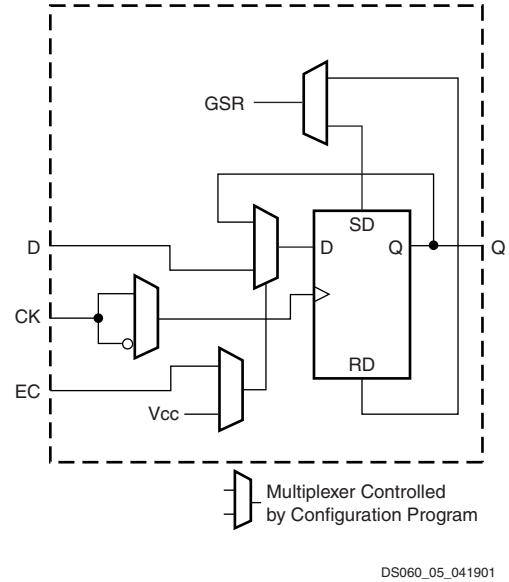 GSR
SD
D
D
Q
Q
CK
RD
EC
Vcc
Multiplexer Controlled
by Configuration Program
DS060_05_041901